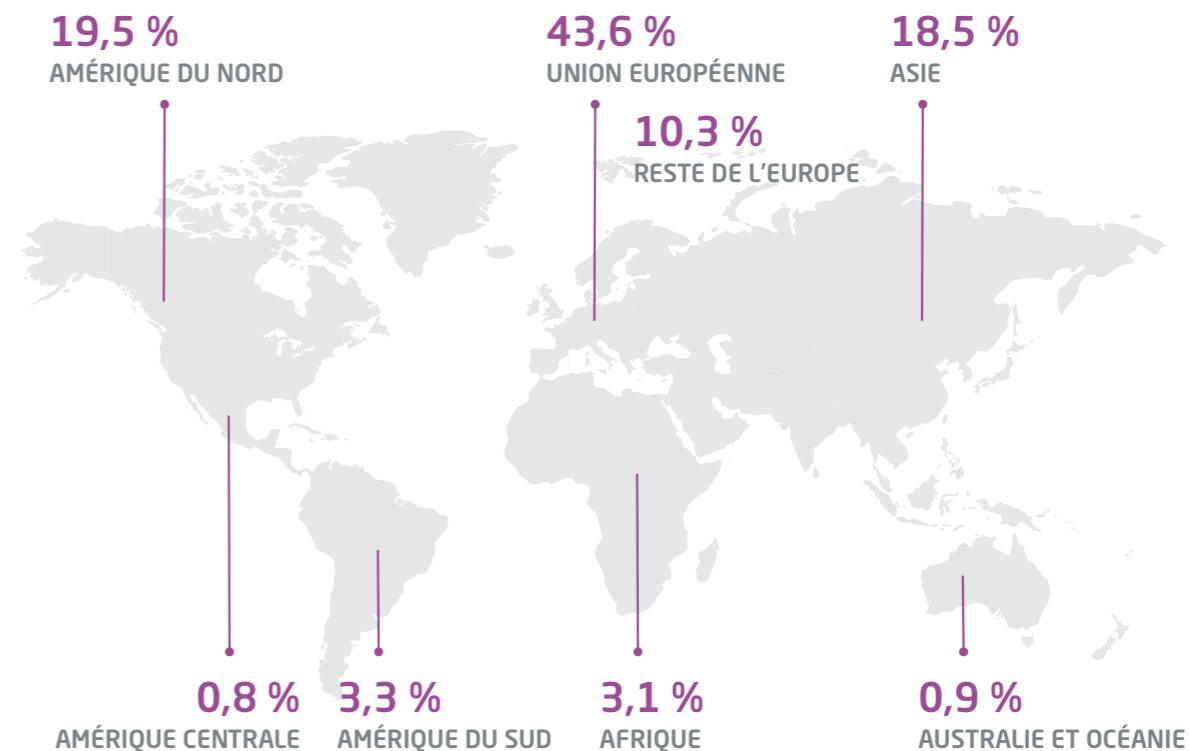 19,5 %
AMÉRIQUE DU NORD
43,6 %
UNION EUROPÉENNE
18,5 %
ASIE
10,3 %
RESTE DE L'EUROPE
0,8 %
AMÉRIQUE CENTRALE
3,3 %
AMÉRIQUE DU SUD
3,1 %
AFRIQUE
0,9 %
AUSTRALIE ET OCÉANIE